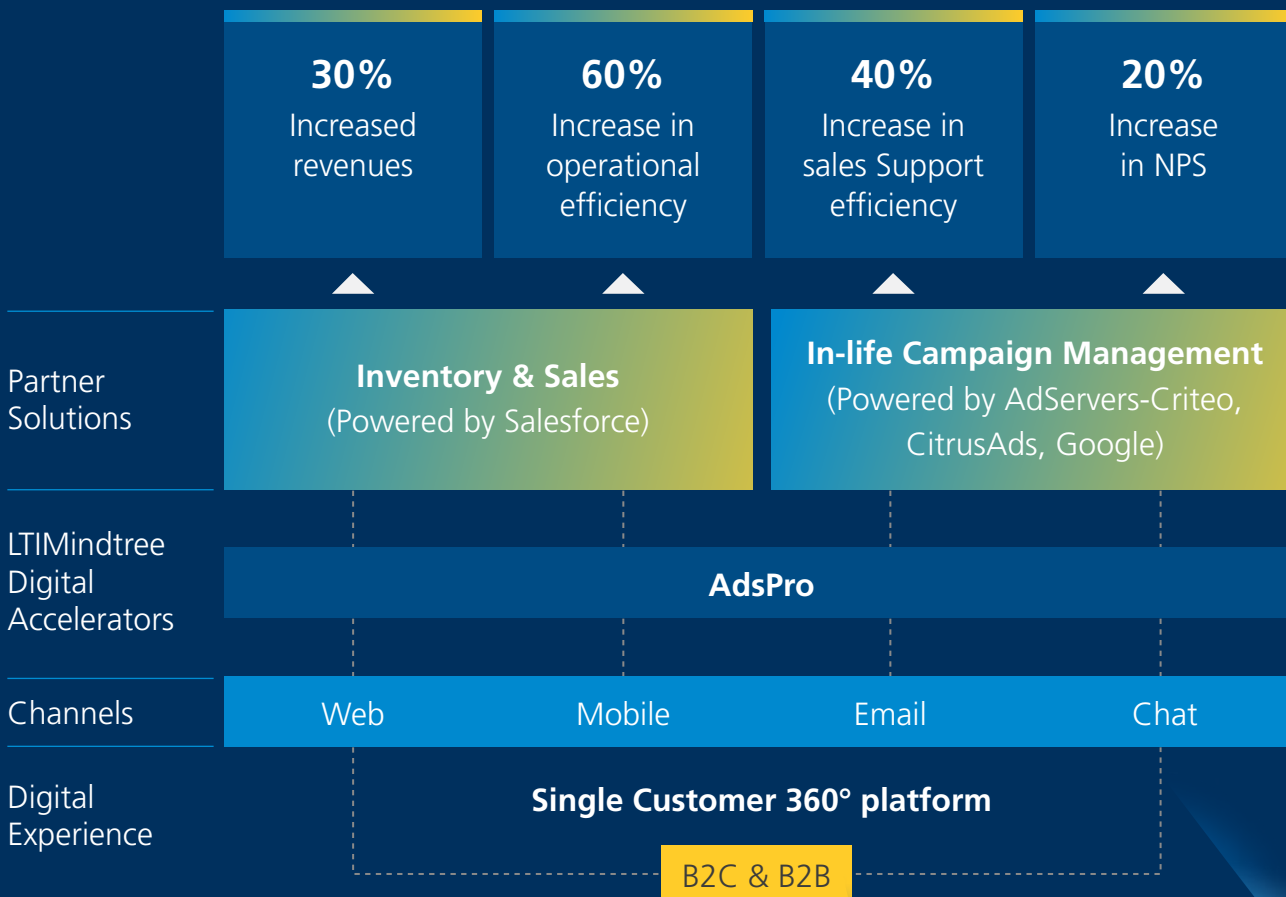 30%
Increased
revenues
60%
Increase in
operational
efficiency
40%
Increase in
sales Support
efficiency
20%
Increase
in NPS
Partner
Solutions
Inventory & Sales
(Powered by Salesforce)
In-life Campaign Management
(Powered by AdServers-Criteo,
CitrusAds, Google)
LTIMindtree
Digital
Accelerators
AdsPro
Channels
Web
Mobile
Email
Chat
Digital
Experience
Single Customer 360° platform
B2C & B2B